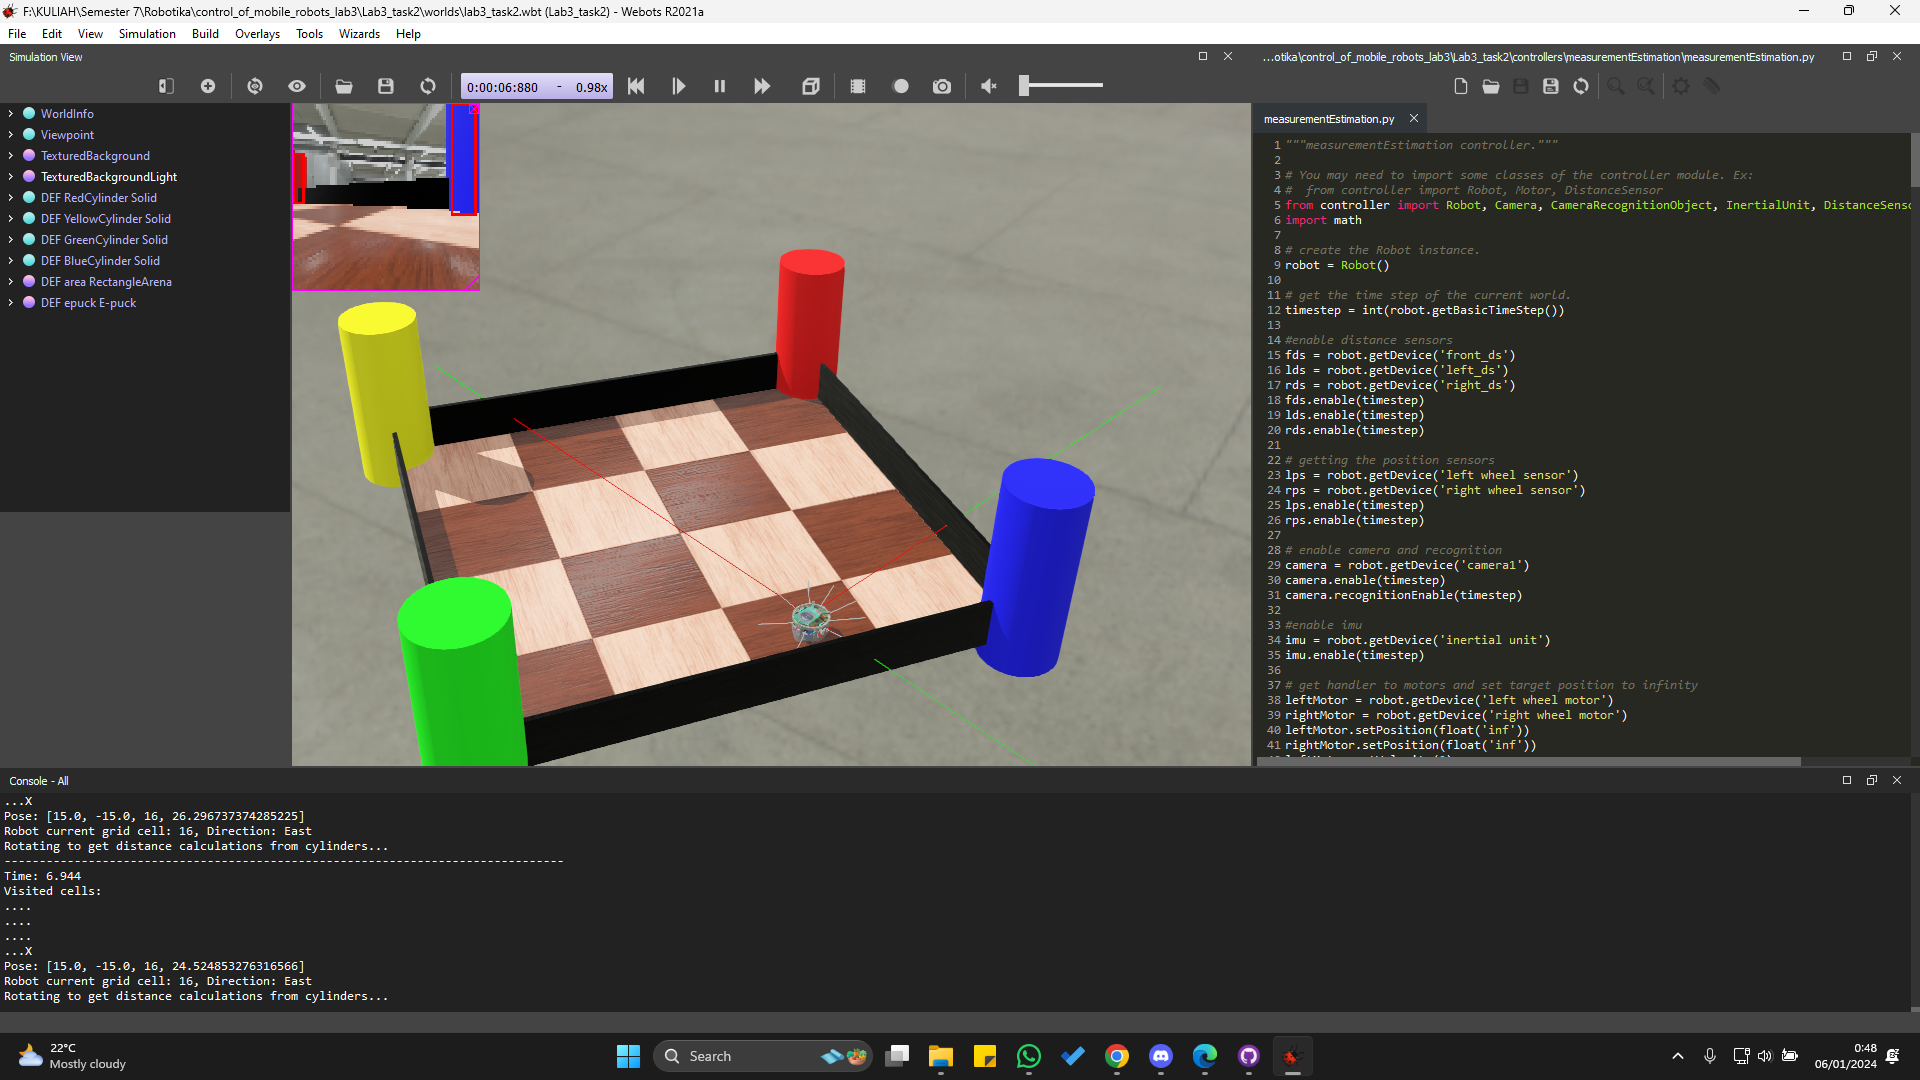 F:\KULIAH\Semester 7\Robotika\control_of_mobile_robots_lab3\Lab3_task2\worlds\lab3_task2.wbt (Lab3_task2) - Webots R2021a
File Edit View Simulation Build Overlays Tools Wizards Help
Simulation View
...otika\control_of_mobile_robots_lab3\Lab3_task2\controllers\measurementEstimation\measurementEstimation.py
0:00:06:880 - 0.98x
WorldInfo
Viewpoint
TexturedBackground
TexturedBackgroundLight
DEF RedCylinder Solid
DEF YellowCylinder Solid
DEF GreenCylinder Solid
DEF BlueCylinder Solid
DEF area RectangleArena
DEF epuck E-puck
measurementEstimation.py
1 """measurementEstimation controller."""
2
3 # You may need to import some classes of the controller module. Ex:
4 #  from controller import Robot, Motor, DistanceSensor
5 from controller import Robot, Camera, CameraRecognitionObject, InertialUnit, DistanceSenso
6 import math
7
8 # create the Robot instance.
9 robot = Robot()
10
11 # get the time step of the current world.
12 timestep = int(robot.getBasicTimeStep())
13
14 #enable distance sensors
15 fds = robot.getDevice('front_ds')
16 lds = robot.getDevice('left_ds')
17 rds = robot.getDevice('right_ds')
18 fds.enable(timestep)
19 lds.enable(timestep)
20 rds.enable(timestep)
21
22 # getting the position sensors
23 lps = robot.getDevice('left wheel sensor')
24 rps = robot.getDevice('right wheel sensor')
25 lps.enable(timestep)
26 rps.enable(timestep)
27
28 # enable camera and recognition
29 camera = robot.getDevice('camera1')
30 camera.enable(timestep)
31 camera.recognitionEnable(timestep)
32
33 #enable imu
34 imu = robot.getDevice('inertial unit')
35 imu.enable(timestep)
36
37 # get handler to motors and set target position to infinity
38 leftMotor = robot.getDevice('left wheel motor')
39 rightMotor = robot.getDevice('right wheel motor')
40 leftMotor.setPosition(float('inf'))
41 rightMotor.setPosition(float('inf'))
Console - All
...X
Pose: [15.0, -15.0, 16, 26.296737374285225]
Robot current grid cell: 16, Direction: East
Rotating to get distance calculations from cylinders...
--------------------------------------------------------------------------------
Time: 6.944
Visited cells:
....
....
....
...X
Pose: [15.0, -15.0, 16, 24.524853276316566]
Robot current grid cell: 16, Direction: East
Rotating to get distance calculations from cylinders...
22°C
Mostly cloudy
Search
0:48
06/01/2024